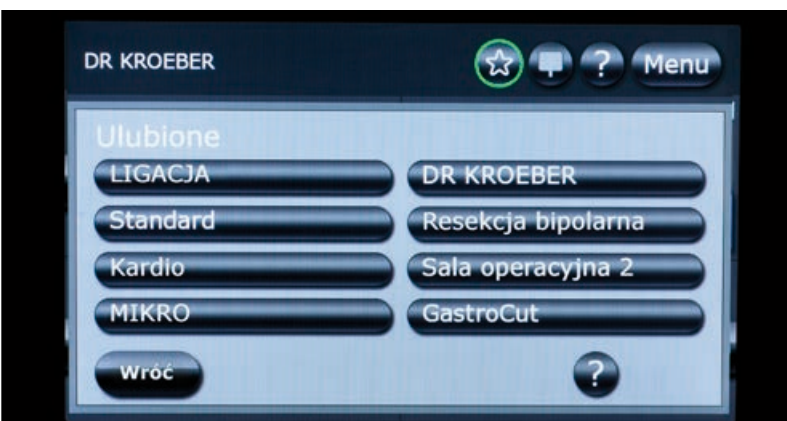 DR KROEBER
? Menu
Ulubione
LIGACJA
DR KROEBER
Standard
Resekcja bipolarna
Kardio
Sala operacyjna 2
MIKRO
GastroCut
Wróć
?